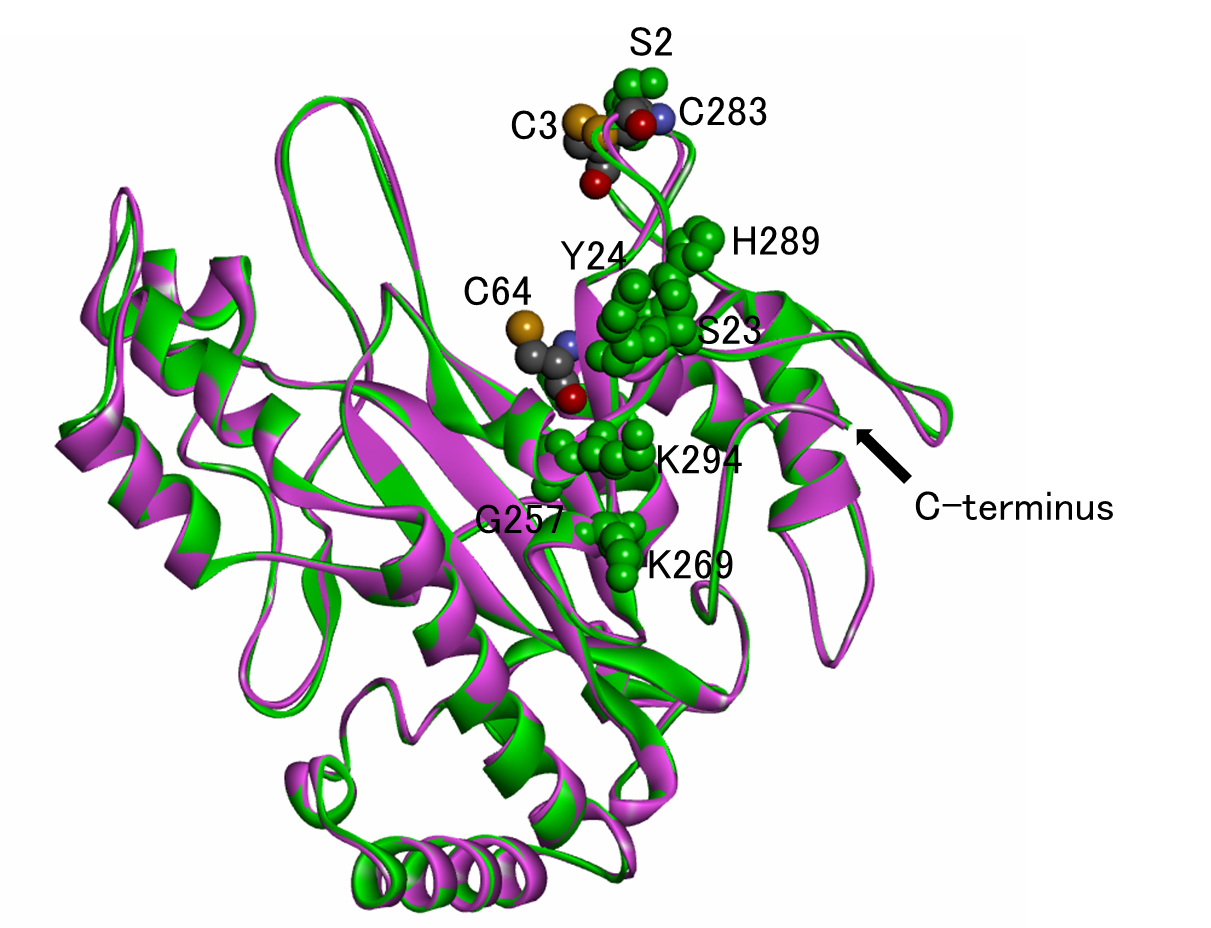 S2
C3
C283
Y24
H289
C64
S23
K294
G257
C-terminus
K269